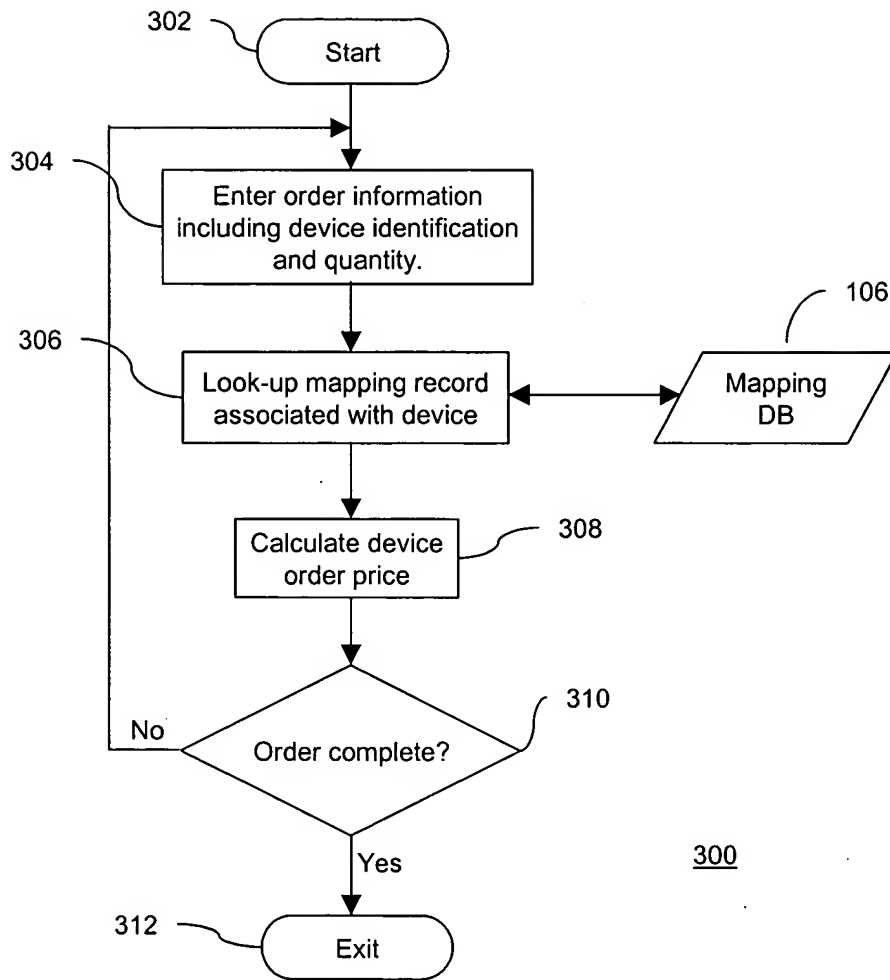 302
Start
304
Enter order information
including device identification
and quantity.
106
306
Look-up mapping record
associated with device
Mapping
DB
308
Calculate device
order price
310
No
Order complete?
Yes
300
312
Exit